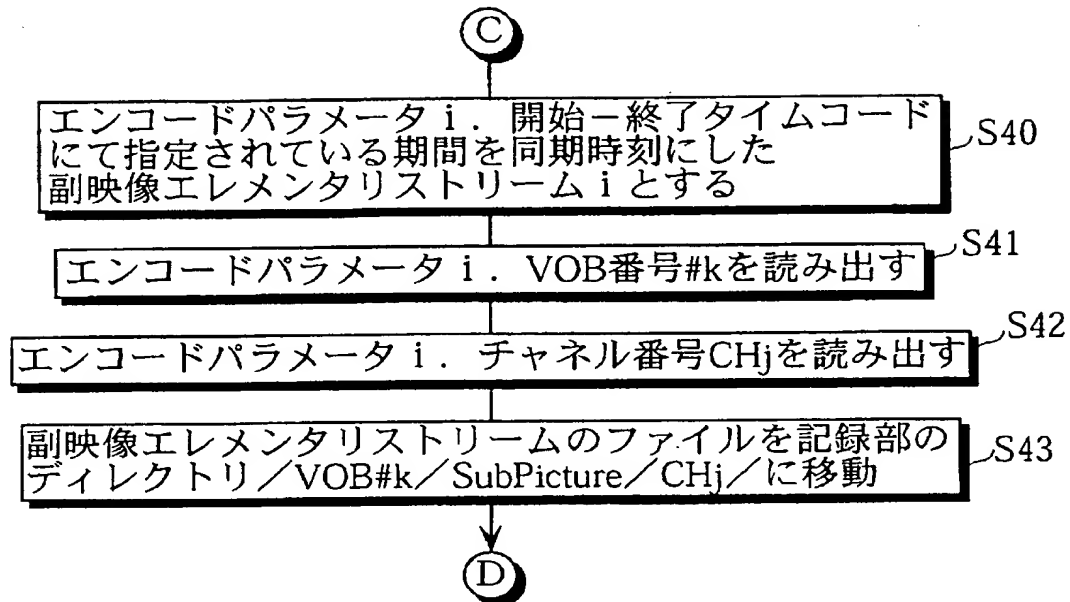 C
エンコードパラメータｉ．開始－終了タイムコード
にて指定されている期間を同期時刻にした
副映像エレメンタリストリームｉとする
S40
エンコードパラメータｉ．VOB番号#kを読み出す
S41
エンコードパラメータｉ．チャネル番号CHjを読み出す
S42
副映像エレメンタリストリームのファイルを記録部の
ディレクトリ／VOB#k／SubPicture／CHj／に移動
S43
D